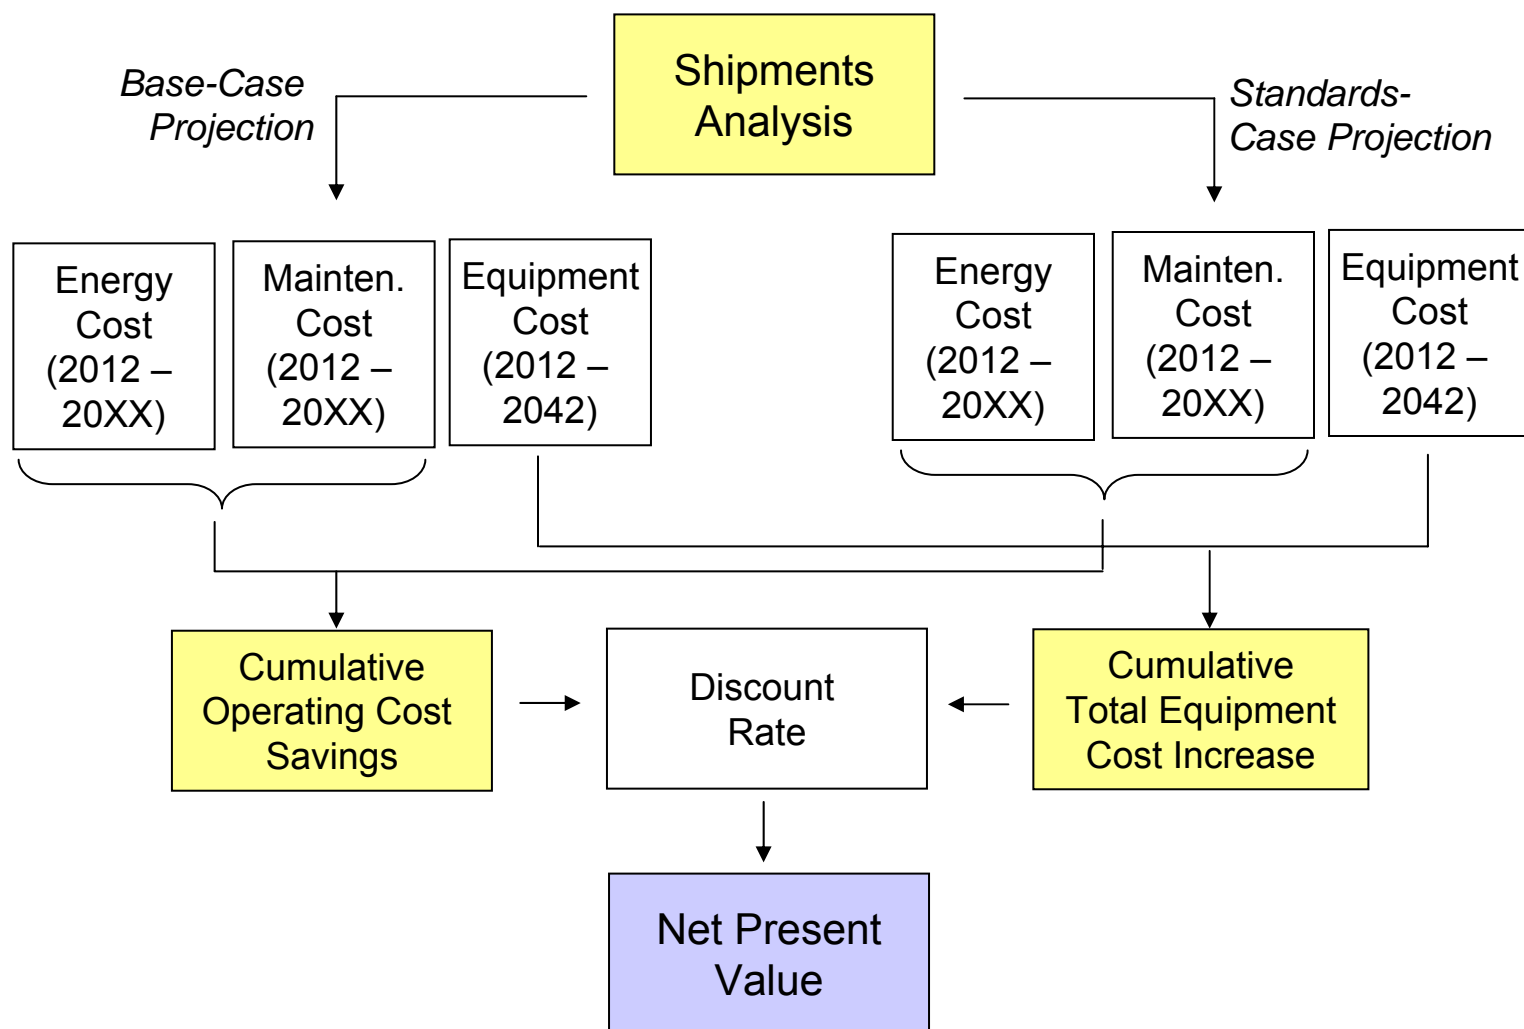 Shipments
Analysis
Base-Case
Projection
Standards-
Case Projection
Energy
Cost
(2012 –
20XX)
Mainten.
Cost
(2012 –
20XX)
Equipment
Cost
(2012 –
2042)
Energy
Cost
(2012 –
20XX)
Mainten.
Cost
(2012 –
20XX)
Equipment
Cost
(2012 –
2042)
Cumulative
Operating Cost
Savings
Discount
Rate
Cumulative
Total Equipment
Cost Increase
Net Present
Value